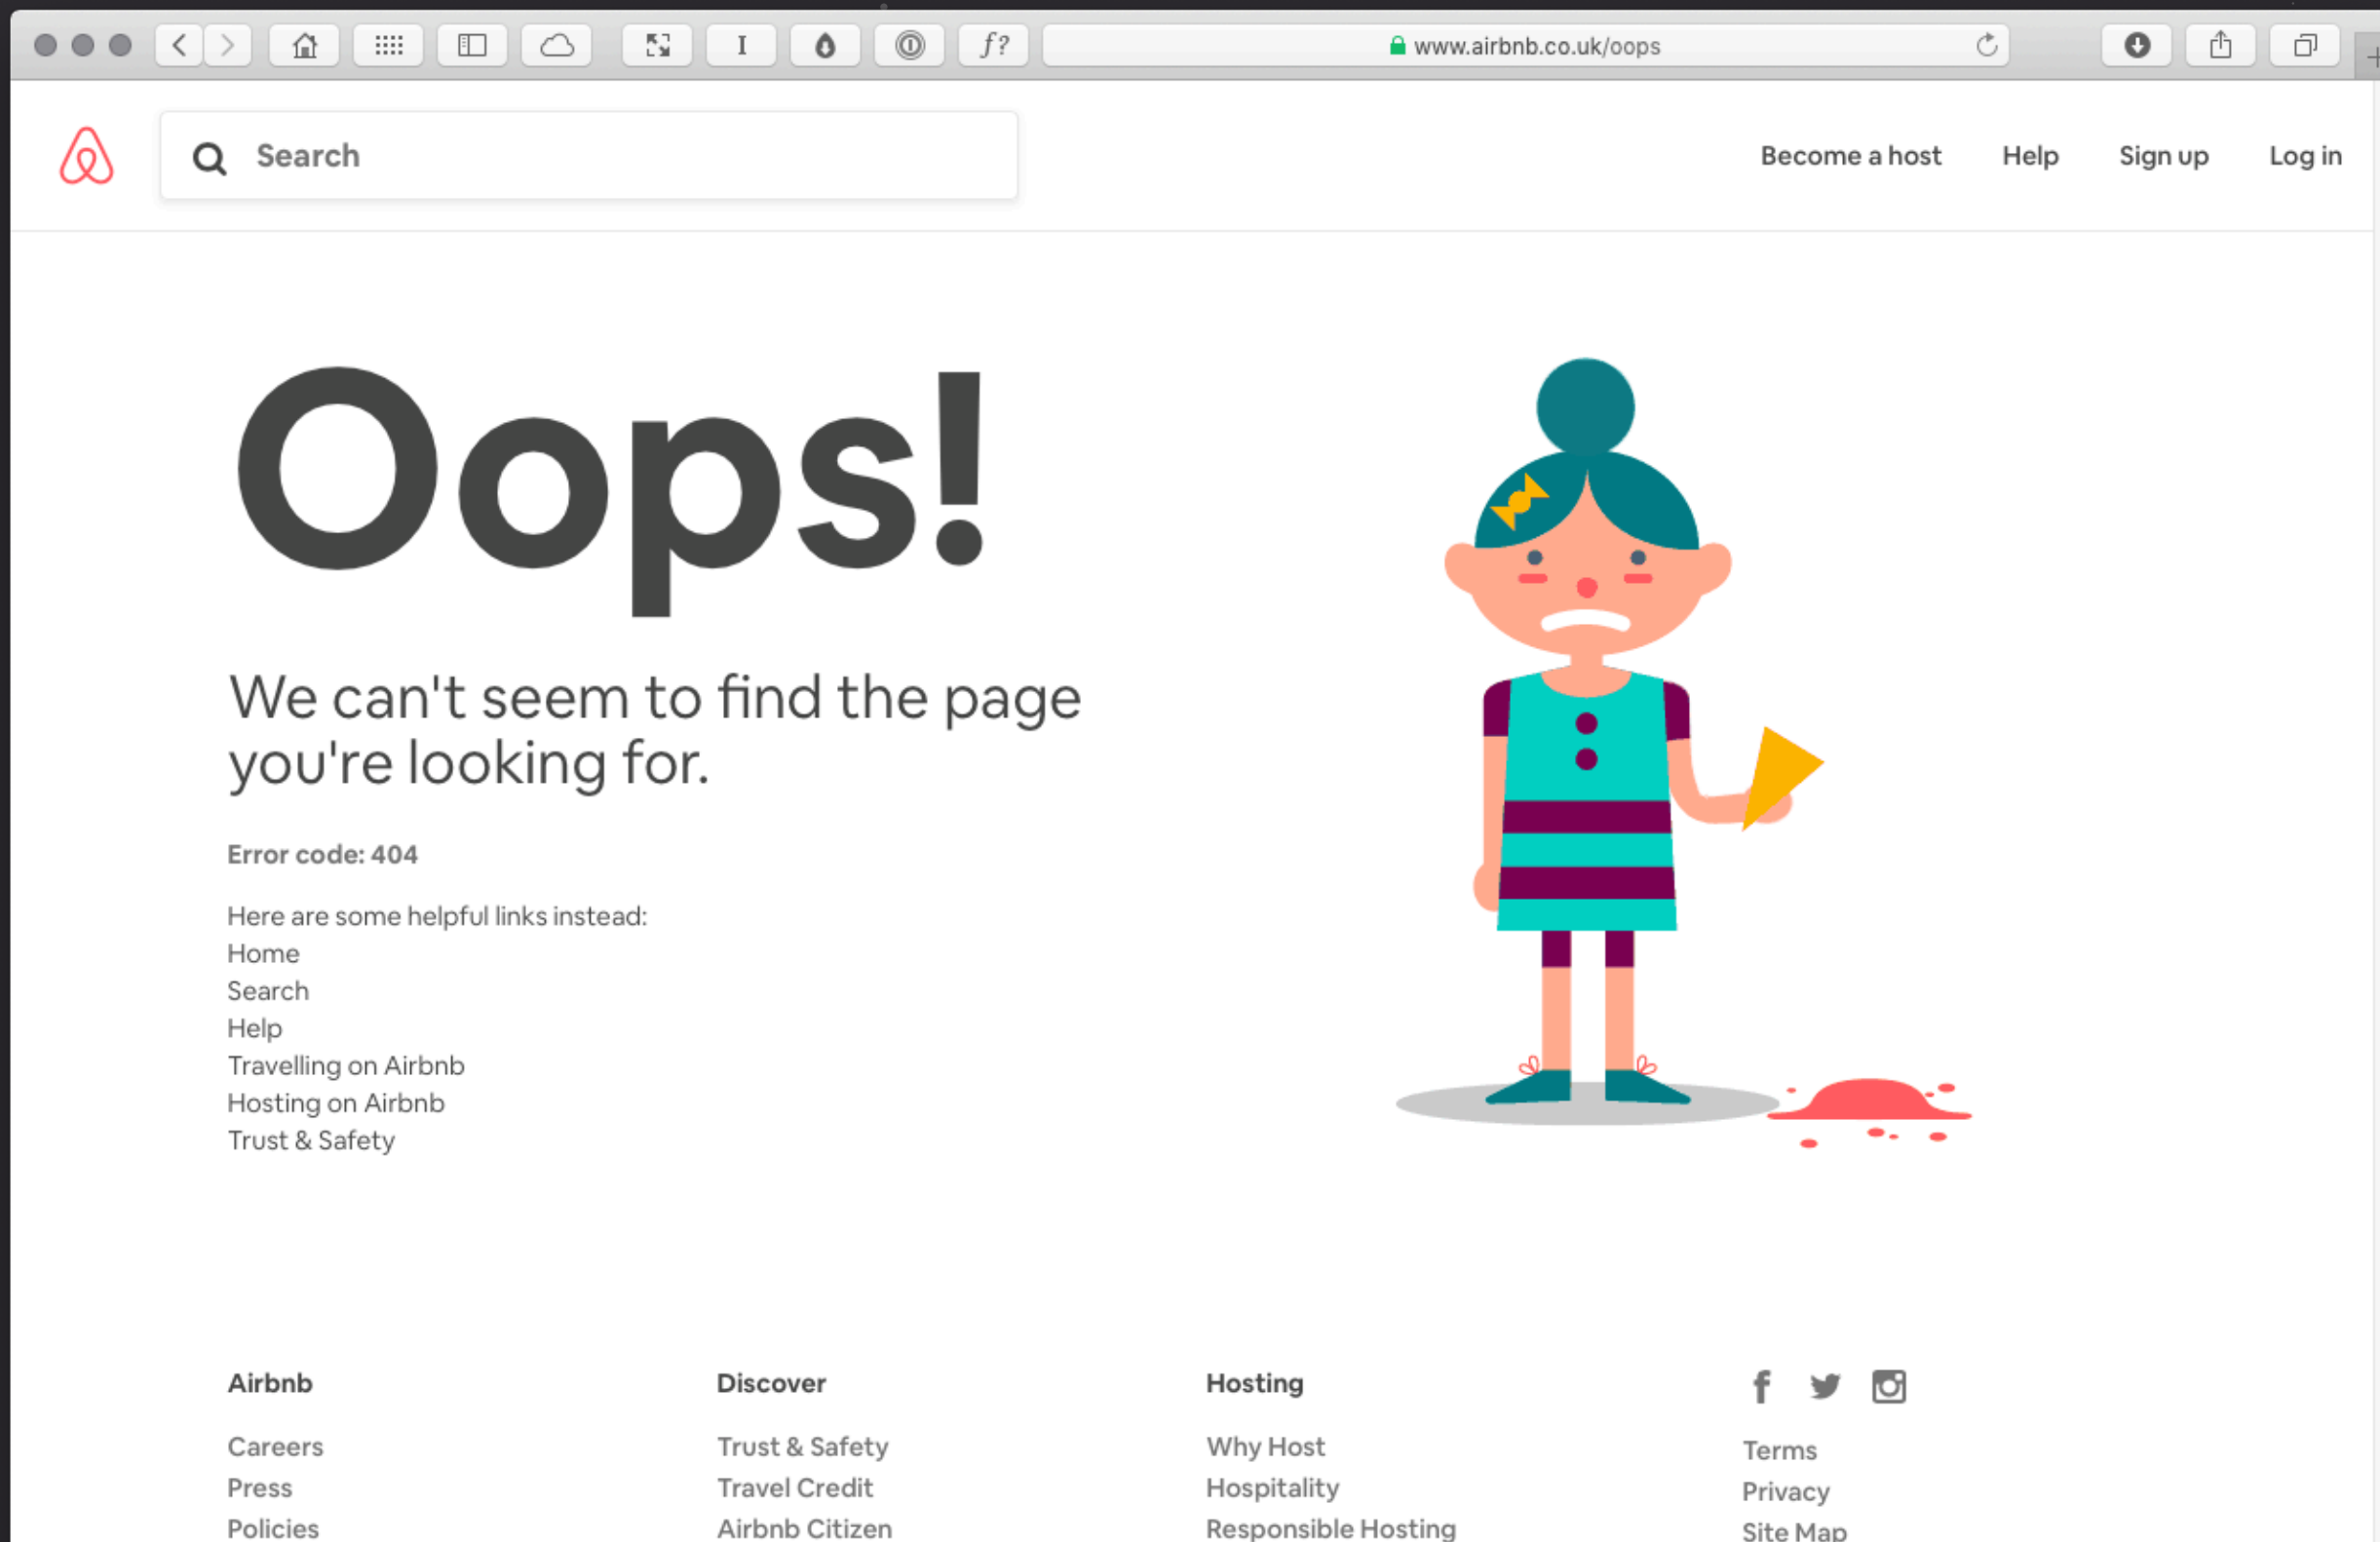 I
f?
www.airbnb.co.uk/oops
Search
Become a host
Help
Sign up
Log in
Oops!
We can't seem to find the page
you're looking for.
Error code: 404
Here are some helpful links instead:
Home
Search
Help
Travelling on Airbnb
Hosting on Airbnb
Trust & Safety
Airbnb
Careers
Press
Policies
Discover
Trust & Safety
Travel Credit
Airbnb Citizen
Hosting
Why Host
Hospitality
Responsible Hosting
Terms
Privacy
Site Map